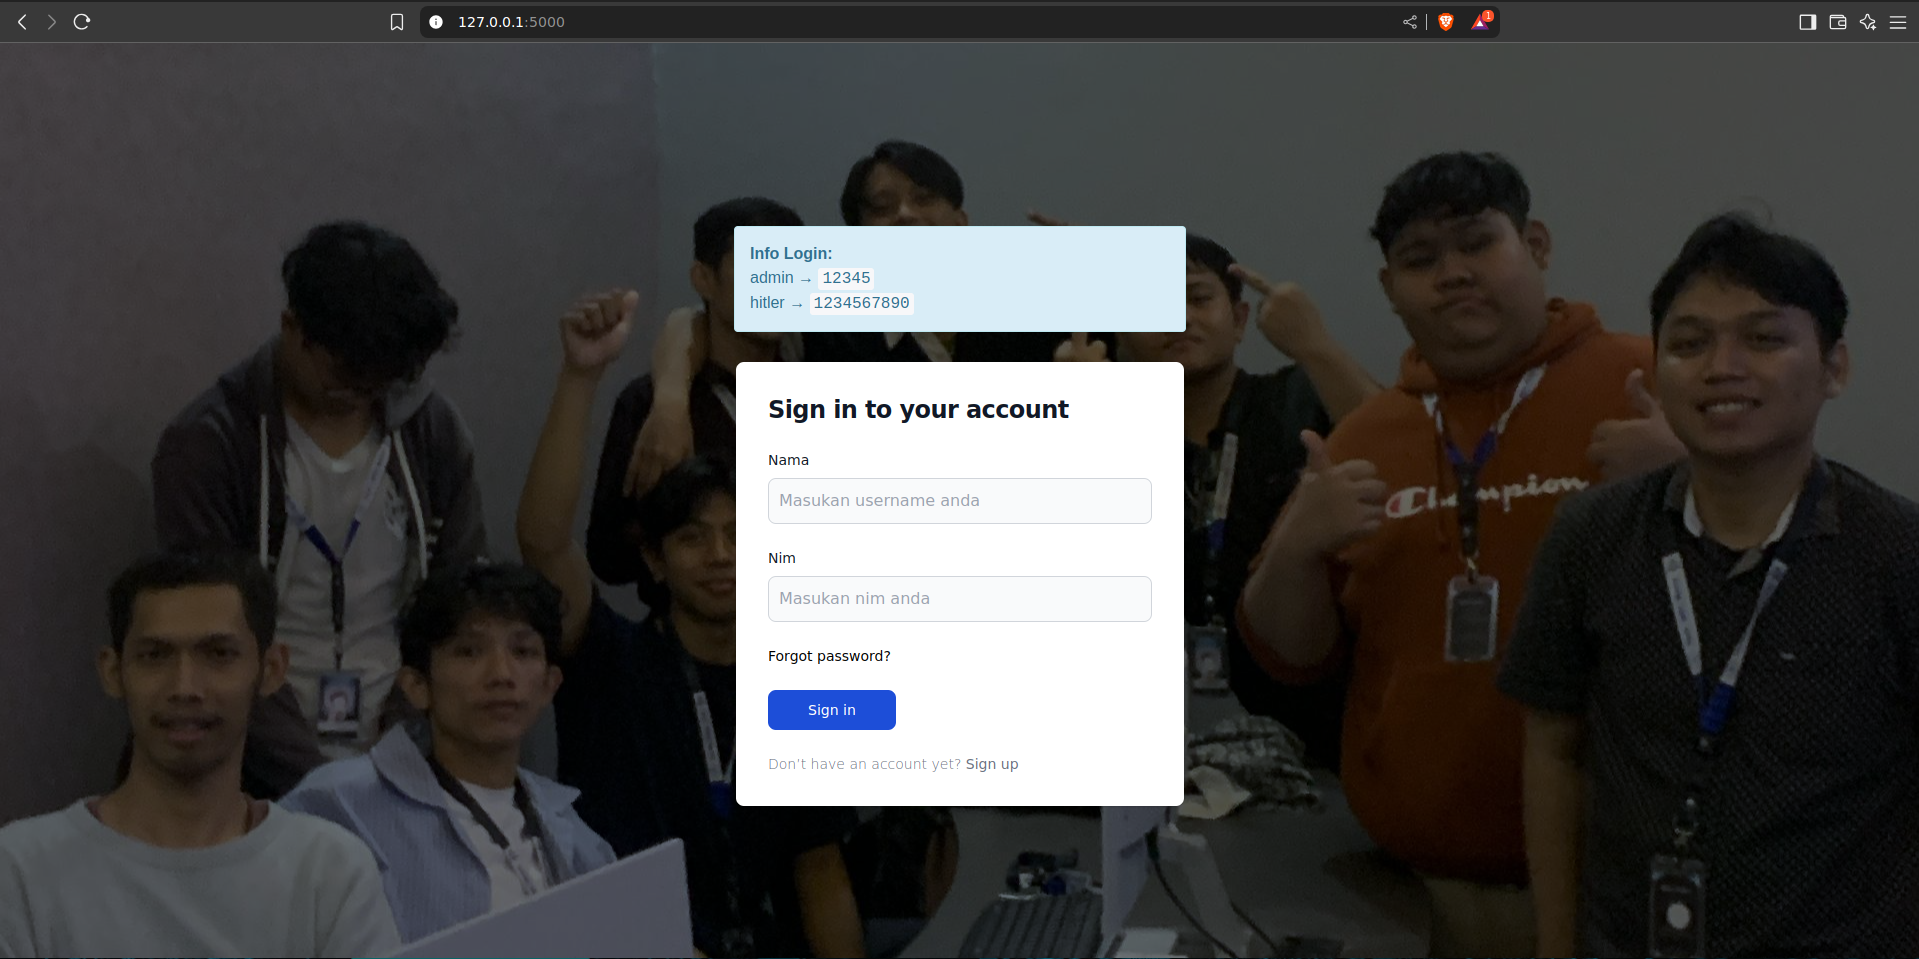 127.0.0.1:5000
1
Info Login:
admin → 12345
hitler → 1234567890
Sign in to your account
Nama
Masukan username anda
Nim
Masukan nim anda
Forgot password?
Sign in
Don't have an account yet? Sign up
Champion